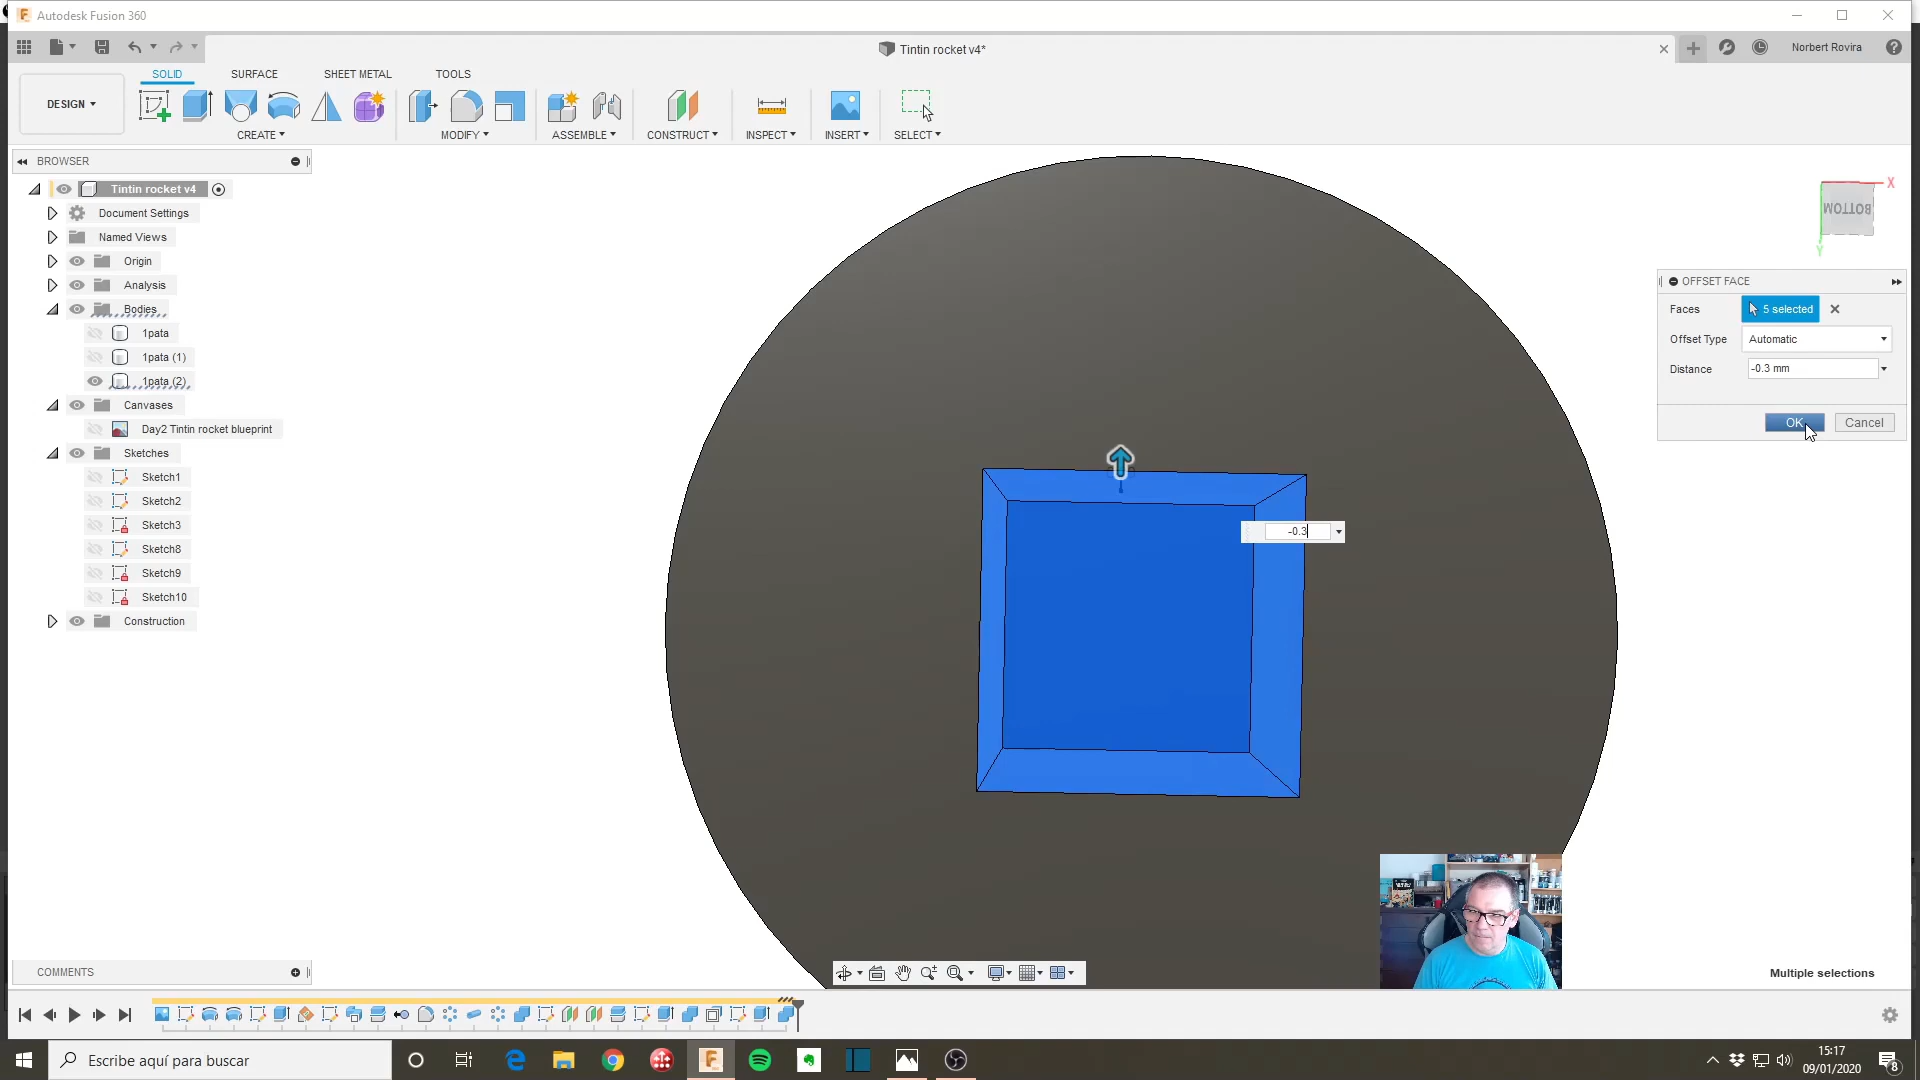 Autodesk Fusion 360
Tintin rocket v4*
Norbert Rovira
DESIGN
SOLID
SURFACE
SHEET METAL
TOOLS
CREATE
MODIFY
ASSEMBLE
CONSTRUCT
INSPECT
INSERT
SELECT
BROWSER
Tintin rocket v4
Document Settings
Named Views
Origin
Analysis
Bodies
1pata
1pata (1)
1pata (2)
Canvases
Day2 Tintin rocket blueprint
Sketches
Sketch1
Sketch2
Sketch3
Sketch8
Sketch9
Sketch10
Construction
X
BOTTOM
Y
OFFSET FACE
Faces
5 selected
Offset Type
Automatic
Distance
-0.3 mm
OK
Cancel
-0.3
COMMENTS
Multiple selections
Escribe aquí para buscar
15:17
09/01/2020
8